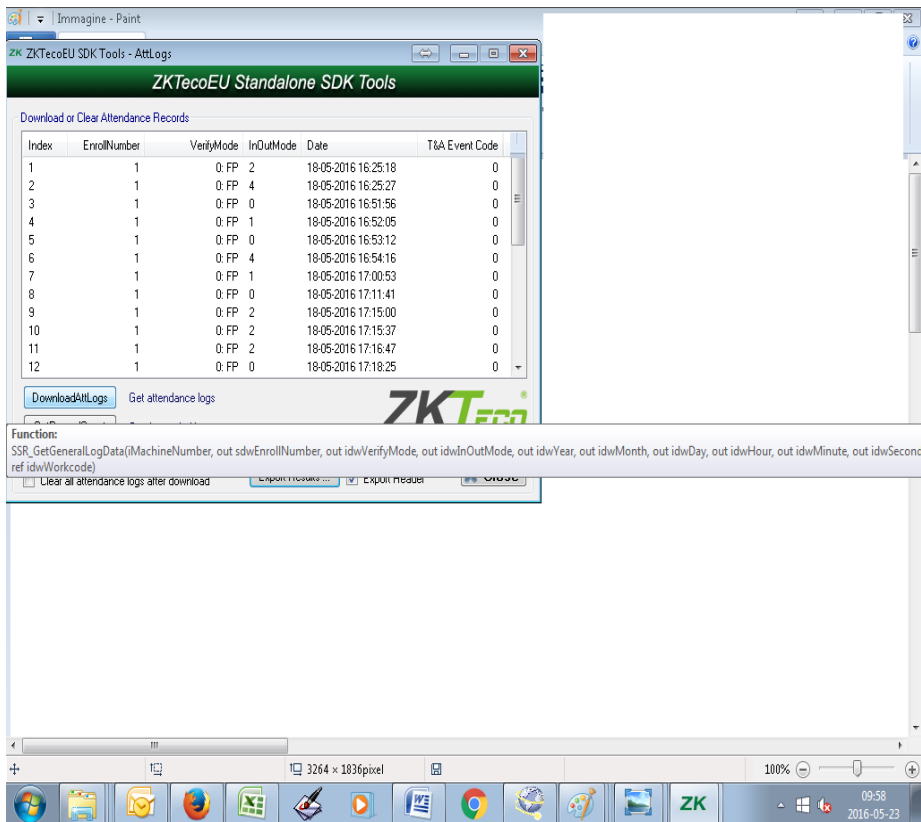 Immagine - Paint
ZK ZKTecoEU SDK Tools - AttLogs
ZKTecoEU Standalone SDK Tools
Download or Clear Attendance Records
Index EnrollNumber VerifyMode InOutMode Date T&A Event Code
1 1 0: FP 2 18-05-2016 16:25:18 0
2 1 0: FP 4 18-05-2016 16:25:27 0
3 1 0: FP 0 18-05-2016 16:51:56 0
4 1 0: FP 1 18-05-2016 16:52:05 0
5 1 0: FP 0 18-05-2016 16:53:12 0
6 1 0: FP 4 18-05-2016 16:54:16 0
7 1 0: FP 1 18-05-2016 17:00:53 0
8 1 0: FP 0 18-05-2016 17:11:41 0
9 1 0: FP 2 18-05-2016 17:15:00 0
10 1 0: FP 2 18-05-2016 17:15:37 0
11 1 0: FP 2 18-05-2016 17:16:47 0
12 1 0: FP 0 18-05-2016 17:18:25 0
DownloadAttLogs Get attendance logs
ZKTeco
Function:
SSR_GetGeneralLogData(iMachineNumber, out sdwEnrollNumber, out idwVerifyMode, out idwInOutMode, out idwYear, out idwMonth, out idwDay, out idwHour, out idwMinute, out idwSecond
ref idwWorkcode)
Clear all attendance logs after download Export Results ... Export Header Close
3264 × 1836pixel 100%
ZK 09:58
2016-05-23